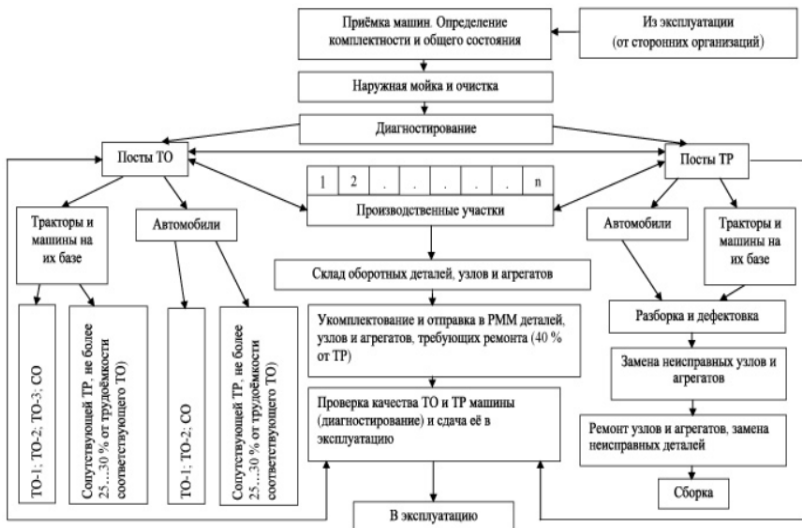 Приёмка машин. Определение
комплектности и общего состояния
Из эксплуатации
(от сторонних организаций)
Наружная мойка и очистка
Диагностирование
Посты ТО
Посты ТР
1 2 . . . . . n
Производственные участки
Тракторы и
машины на
их базе
Автомобили
Автомобили
Тракторы и
машины на их
базе
Склад оборотных деталей, узлов и агрегатов
Укомплектование и отправка в РММ деталей,
узлов и агрегатов, требующих ремонта (40 %
от ТР)
Проверка качества ТО и ТР машины
(диагностирование) и сдача её в
эксплуатацию
В эксплуатацию
ТО-1; ТО-2; ТО-3; СО
Сопутствующей ТР, не более
25…30 % от трудоёмкости
соответствующего ТО)
ТО-1; ТО-2; СО
Сопутствующей ТР, не более
25…30 % от трудоёмкости
соответствующего ТО)
Разборка и дефектовка
Замена неисправных узлов и
агрегатов
Ремонт узлов и агрегатов, замена
неисправных деталей
Сборка